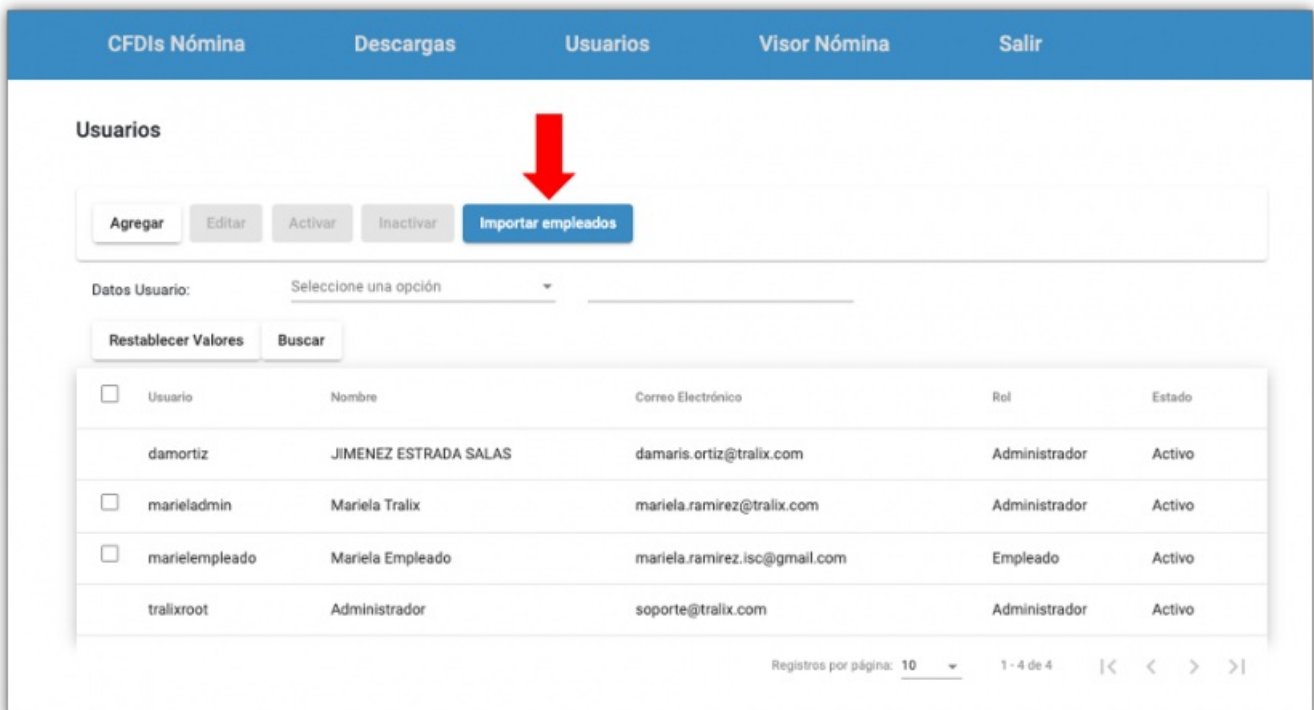 CFDIs Nómina Descargas Usuarios Visor Nómina Salir
Usuarios
Agregar Editar Activar Inactivar Importar empleados
Datos Usuario: Seleccione una opción
Restablecer Valores Buscar
Usuario Nombre Correo Electrónico Rol Estado
damortiz JIMENEZ ESTRADA SALAS damaris.ortiz@tralix.com Administrador Activo
marieladmin Mariela Tralix mariela.ramirez@tralix.com Administrador Activo
marielempleado Mariela Empleado mariela.ramirez.isc@gmail.com Empleado Activo
tralixroot Administrador soporte@tralix.com Administrador Activo
Registros por página: 10 1 - 4 de 4